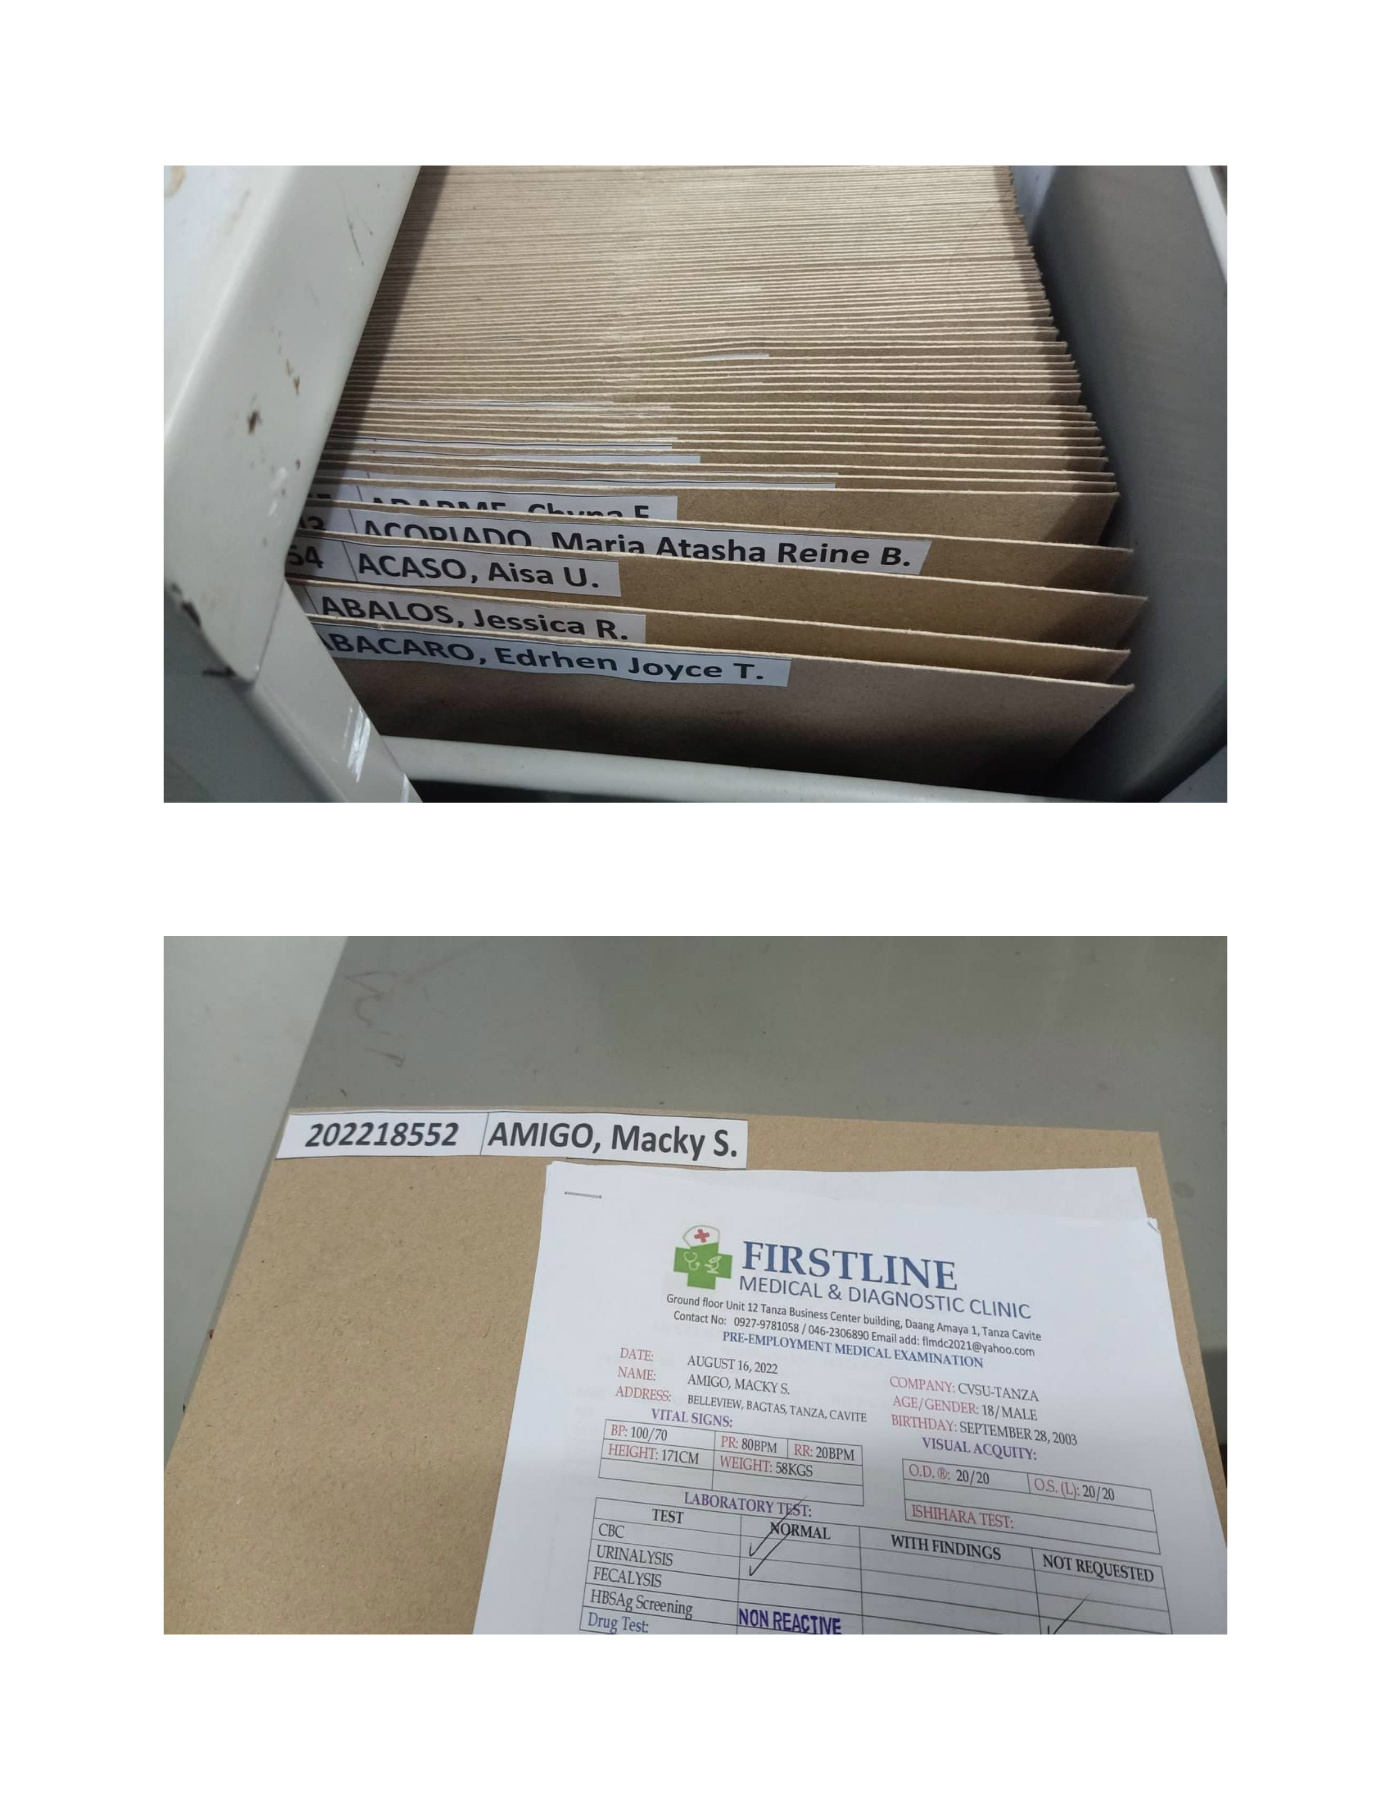 ADARME, Chyna F.
13 ACOPIADO, Maria Atasha Reine B.
54 ACASO, Aisa U.
ABALOS, Jessica R.
ABACARO, Edrhen Joyce T.
202218552 AMIGO, Macky S.
FIRSTLINE
MEDICAL & DIAGNOSTIC CLINIC
Ground floor Unit 12 Tanza Business Center building, Daang Amaya 1, Tanza Cavite
Contact No: 0927-9781058 / 046-2306890 Email add: flmdc2021@yahoo.com
PRE-EMPLOYMENT MEDICAL EXAMINATION
DATE: AUGUST 16, 2022
NAME: AMIGO, MACKY S. COMPANY: CVSU-TANZA
ADDRESS: BELLEVIEW, BAGTAS, TANZA, CAVITE AGE/GENDER: 18/MALE
BIRTHDAY: SEPTEMBER 28, 2003
VITAL SIGNS: VISUAL ACQUITY:
BP: 100/70 PR: 80BPM RR: 20BPM O.D. ®: 20/20 O.S. (L): 20/20
HEIGHT: 171CM WEIGHT: 58KGS
ISHIHARA TEST:
LABORATORY TEST:
TEST NORMAL WITH FINDINGS NOT REQUESTED
CBC
URINALYSIS
FECALYSIS
HBSAg Screening NON REACTIVE
Drug Test: